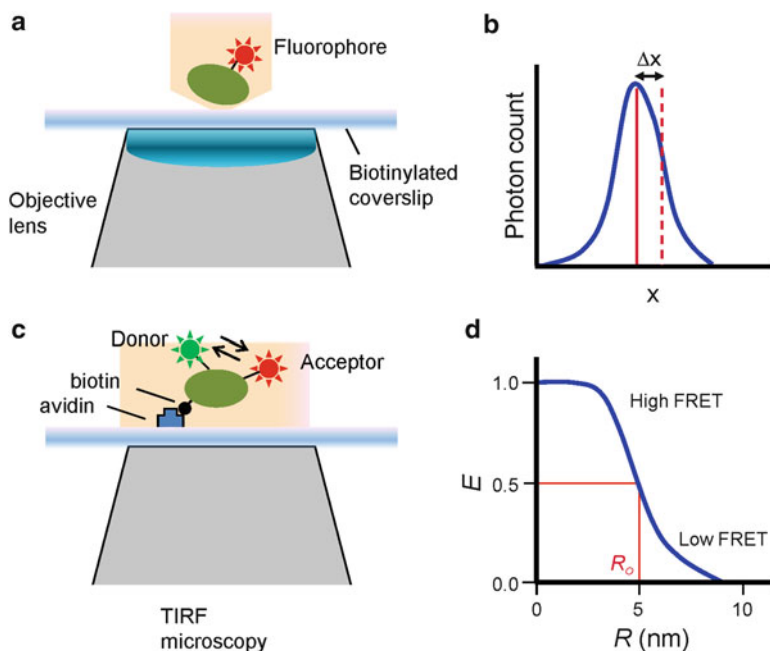 a
Fluorophore
Objective
lens
Biotinylated
coverslip
b
Δx
Photon count
x
c
Donor
Acceptor
biotin
avidin
TIRF
microscopy
d
1.0
High FRET
E
0.5
Low FRET
R₀
0.0
0
5
10
R (nm)